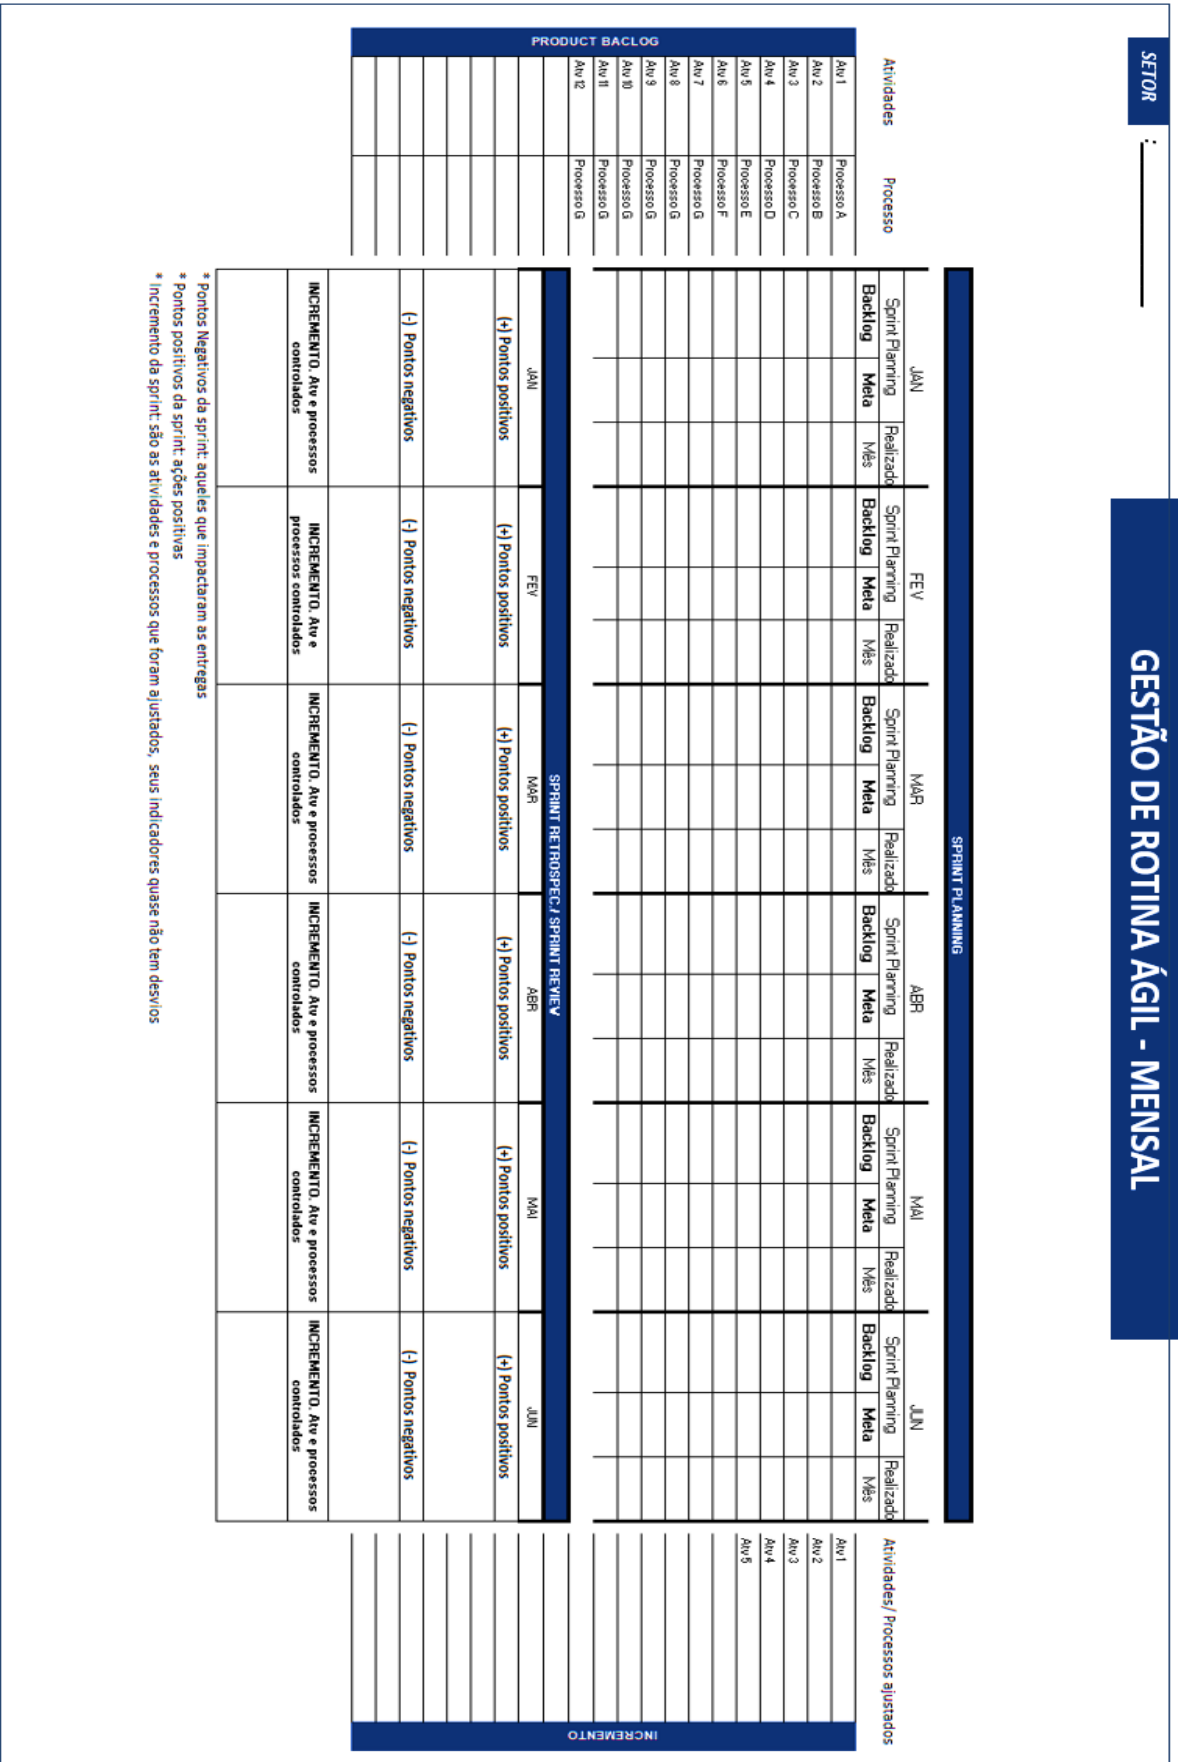 GESTÃO DE ROTINA ÁGIL - MENSAL
SETOR :
SPRINT PLANNING
JAN FEV MAR ABR MAI JUN
Atividades Processo Sprint Planning Realizado Sprint Planning Realizado Sprint Planning Realizado Sprint Planning Realizado Sprint Planning Realizado Sprint Planning Realizado Atividades/ Processos ajustados
Backlog Meta Mês Backlog Meta Mês Backlog Meta Mês Backlog Meta Mês Backlog Meta Mês Backlog Meta Mês
PRODUCT BACLOG
Atv 1 Processo A Atv 1
Atv 2 Processo B Atv 2
Atv 3 Processo C Atv 3
Atv 4 Processo D Atv 4
Atv 5 Processo E Atv 5
Atv 6 Processo F
Atv 7 Processo G
Atv 8 Processo G
Atv 9 Processo G
Atv 10 Processo G
Atv 11 Processo G
Atv 12 Processo G
INCREMENTO
SPRINT RETROSPEC./ SPRINT REVIEV
JAN FEV MAR ABR MAI JUN
(+) Pontos positivos (+) Pontos positivos (+) Pontos positivos (+) Pontos positivos (+) Pontos positivos (+) Pontos positivos
(-) Pontos negativos (-) Pontos negativos (-) Pontos negativos (-) Pontos negativos (-) Pontos negativos (-) Pontos negativos
INCREMENTO. Atv e processos INCREMENTO. Atv e INCREMENTO. Atv e processos INCREMENTO. Atv e processos INCREMENTO. Atv e processos INCREMENTO. Atv e processos
controlados processos controlados controlados controlados controlados controlados
* Pontos Negativos da sprint: aqueles que impactaram as entregas
* Pontos positivos da sprint: ações positivas
* Incremento da sprint: são as atividades e processos que foram ajustados, seus indicadores quase não tem desvios